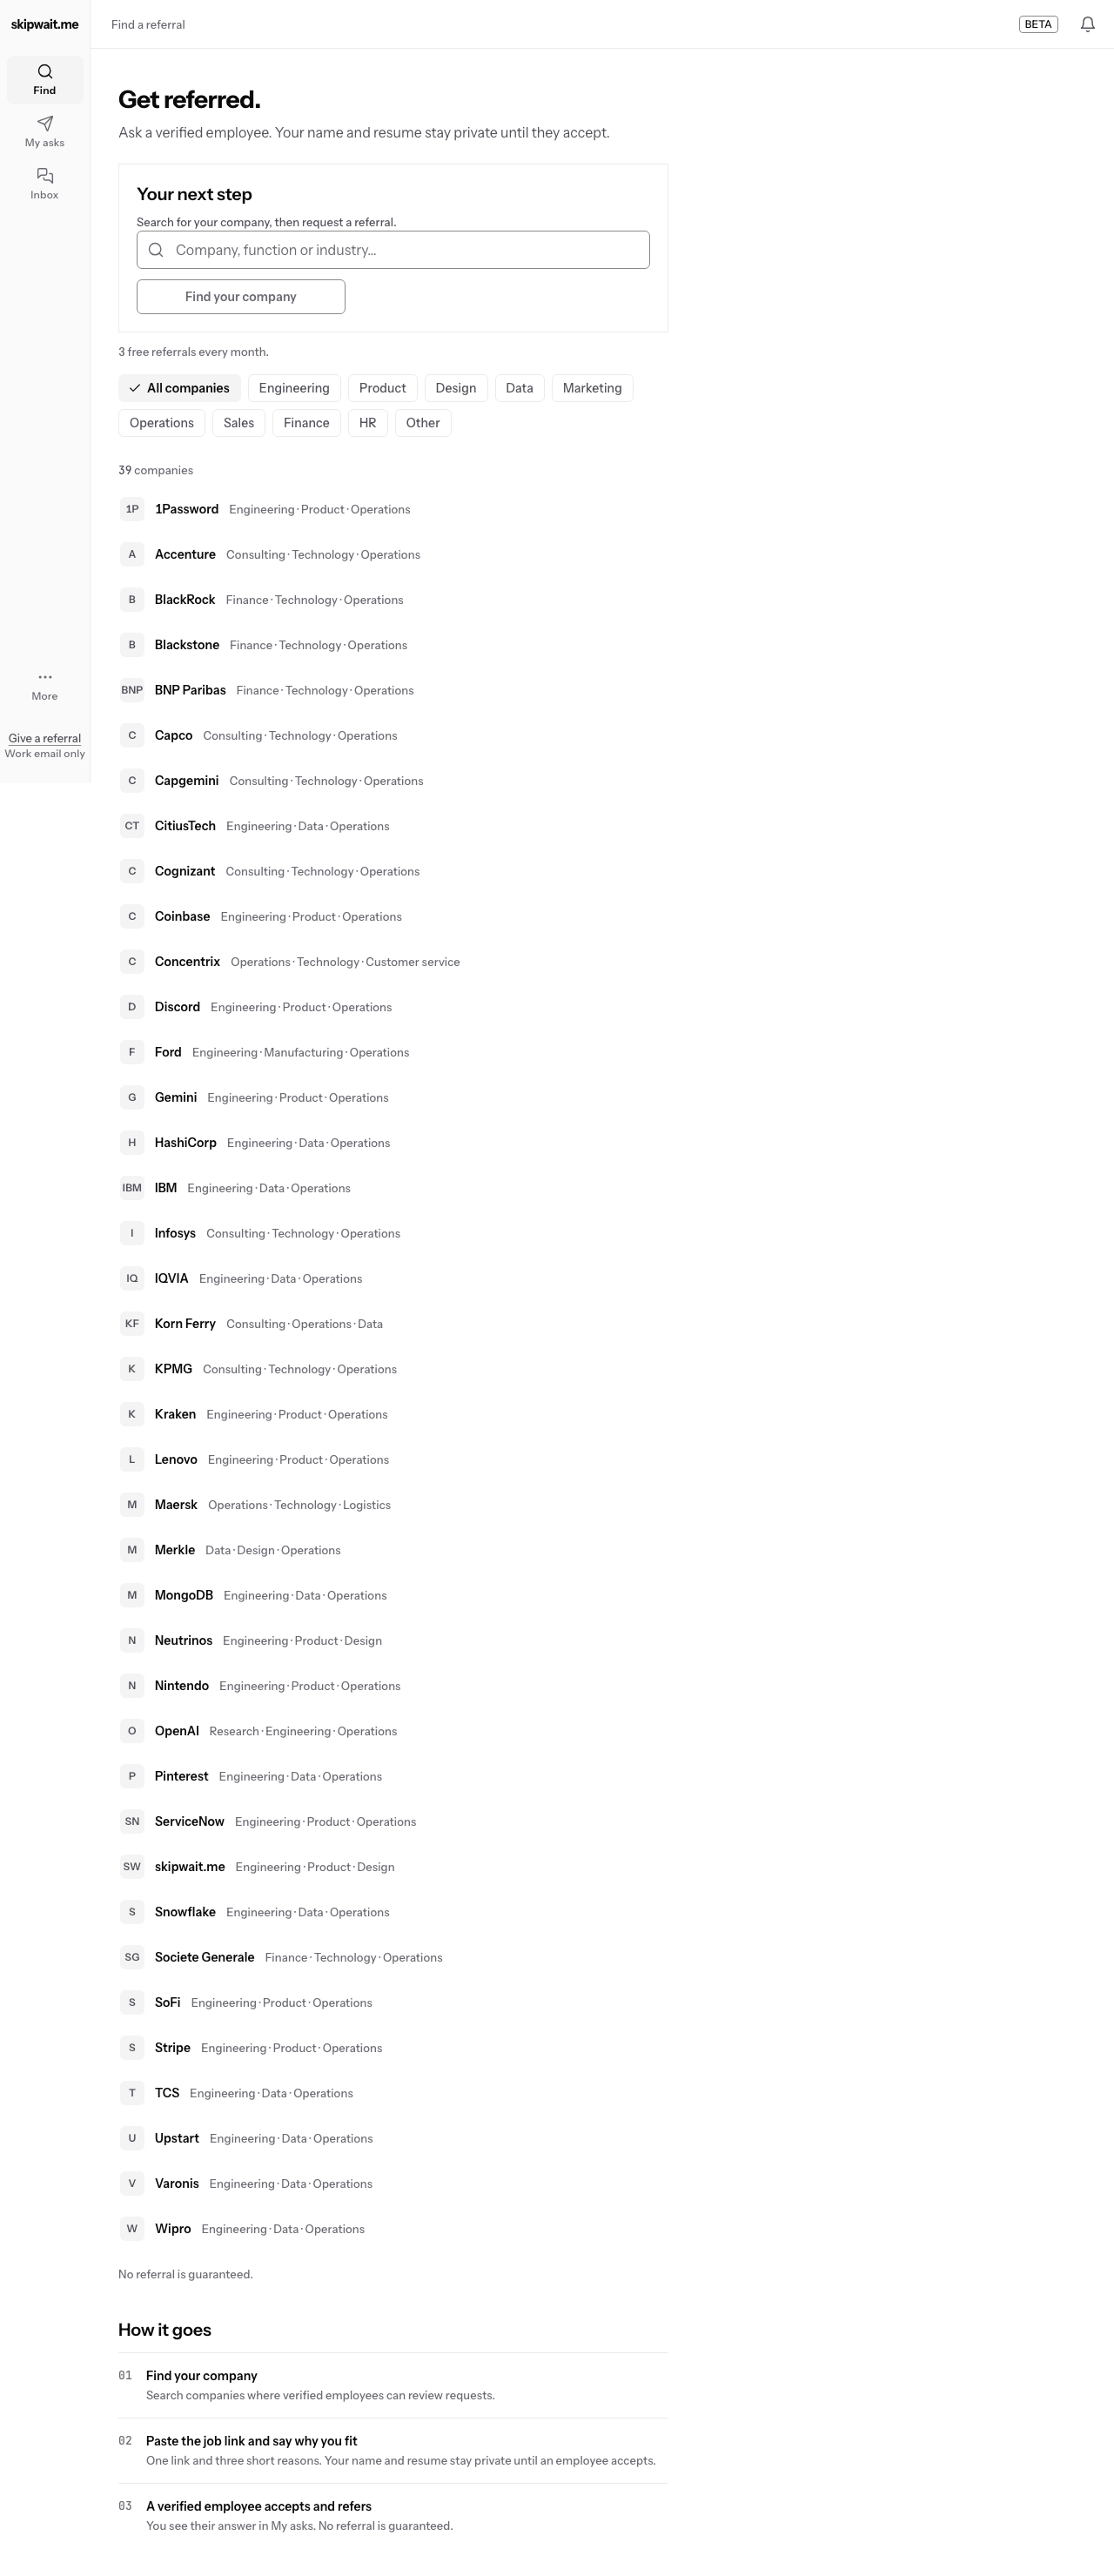 skipwait.me
Find a referral
BETA
Find
My asks
Inbox
More
Give a referral
Work email only
Get referred.
Ask a verified employee. Your name and resume stay private until they accept.
Your next step
Search for your company, then request a referral.
Company, function or industry...
Find your company
3 free referrals every month.
All companies
Engineering
Product
Design
Data
Marketing
Operations
Sales
Finance
HR
Other
39 companies
1P 1Password Engineering · Product · Operations
A Accenture Consulting · Technology · Operations
B BlackRock Finance · Technology · Operations
B Blackstone Finance · Technology · Operations
BNP BNP Paribas Finance · Technology · Operations
C Capco Consulting · Technology · Operations
C Capgemini Consulting · Technology · Operations
CT CitiusTech Engineering · Data · Operations
C Cognizant Consulting · Technology · Operations
C Coinbase Engineering · Product · Operations
C Concentrix Operations · Technology · Customer service
D Discord Engineering · Product · Operations
F Ford Engineering · Manufacturing · Operations
G Gemini Engineering · Product · Operations
H HashiCorp Engineering · Data · Operations
IBM IBM Engineering · Data · Operations
I Infosys Consulting · Technology · Operations
IQ IQVIA Engineering · Data · Operations
KF Korn Ferry Consulting · Operations · Data
K KPMG Consulting · Technology · Operations
K Kraken Engineering · Product · Operations
L Lenovo Engineering · Product · Operations
M Maersk Operations · Technology · Logistics
M Merkle Data · Design · Operations
M MongoDB Engineering · Data · Operations
N Neutrinos Engineering · Product · Design
N Nintendo Engineering · Product · Operations
O OpenAI Research · Engineering · Operations
P Pinterest Engineering · Data · Operations
SN ServiceNow Engineering · Product · Operations
SW skipwait.me Engineering · Product · Design
S Snowflake Engineering · Data · Operations
SG Societe Generale Finance · Technology · Operations
S SoFi Engineering · Product · Operations
S Stripe Engineering · Product · Operations
T TCS Engineering · Data · Operations
U Upstart Engineering · Data · Operations
V Varonis Engineering · Data · Operations
W Wipro Engineering · Data · Operations
No referral is guaranteed.
How it goes
01 Find your company
Search companies where verified employees can review requests.
02 Paste the job link and say why you fit
One link and three short reasons. Your name and resume stay private until an employee accepts.
03 A verified employee accepts and refers
You see their answer in My asks. No referral is guaranteed.